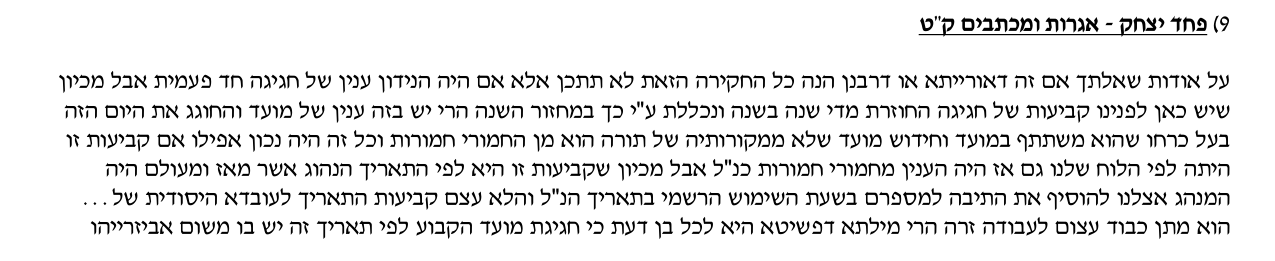 9) פחד יצחק - אגרות ומכתבים ק"ט
על אודות שאלתך אם זה דאורייתא או דרבנן הנה כל החקירה הזאת לא תתכן אלא אם היה הנידון ענין של חגיגה חד פעמית אבל מכיון
שיש כאן לפנינו קביעות של חגיגה החוזרת מדי שנה בשנה ונכללת ע"י כך במחזור השנה הרי יש בזה ענין של מועד והחוגג את היום הזה
בעל כרחו שהוא משתתף במועד וחידוש מועד שלא ממקורותיה של תורה הוא מן החמורי חמורות וכל זה היה נכון אפילו אם קביעות זו
היתה לפי הלוח שלנו גם אז היה הענין מחמורי חמורות כנ"ל אבל מכיון שקביעות זו היא לפי התאריך הנהוג אשר מאז ומעולם היה
המנהג אצלנו להוסיף את התיבה למספרם בשעת השימוש הרשמי בתאריך הנ"ל והלא עצם קביעות התאריך לעובדא היסודית של...
הוא מתן כבוד עצום לעבודה זרה הרי מילתא דפשיטא היא לכל בן דעת כי חגיגת מועד הקבוע לפי תאריך זה יש בו משום אביזרייהו